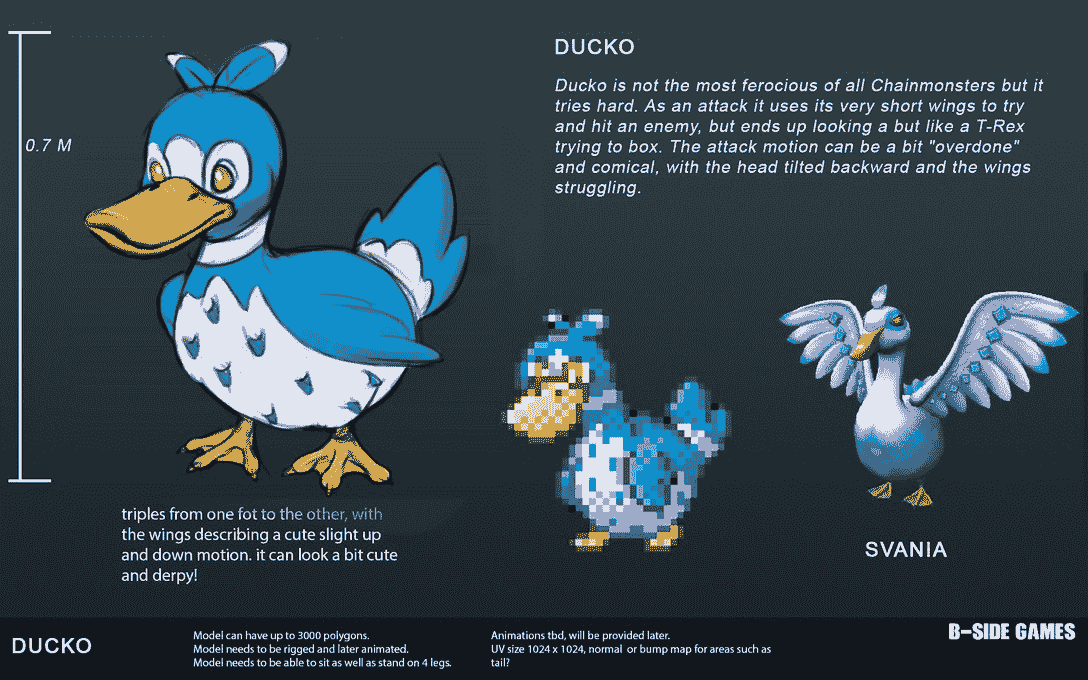 DUCKO
Ducko is not the most ferocious of all Chainmonsters but it
tries hard. As an attack it uses its very short wings to try
and hit an enemy, but ends up looking a but like a T-Rex
trying to box. The attack motion can be a bit "overdone"
and comical, with the head tilted backward and the wings
struggling.
0.7 M
triples from one fot to the other, with
the wings describing a cute slight up
and down motion. it can look a bit cute
and derpy!
SVANIA
DUCKO
Model can have up to 3000 polygons.
Model needs to be rigged and later animated.
Model needs to be able to sit as well as stand on 4 legs.
Animations tbd, will be provided later.
UV size 1024 x 1024, normal or bump map for areas such as
tail?
B-SIDE GAMES